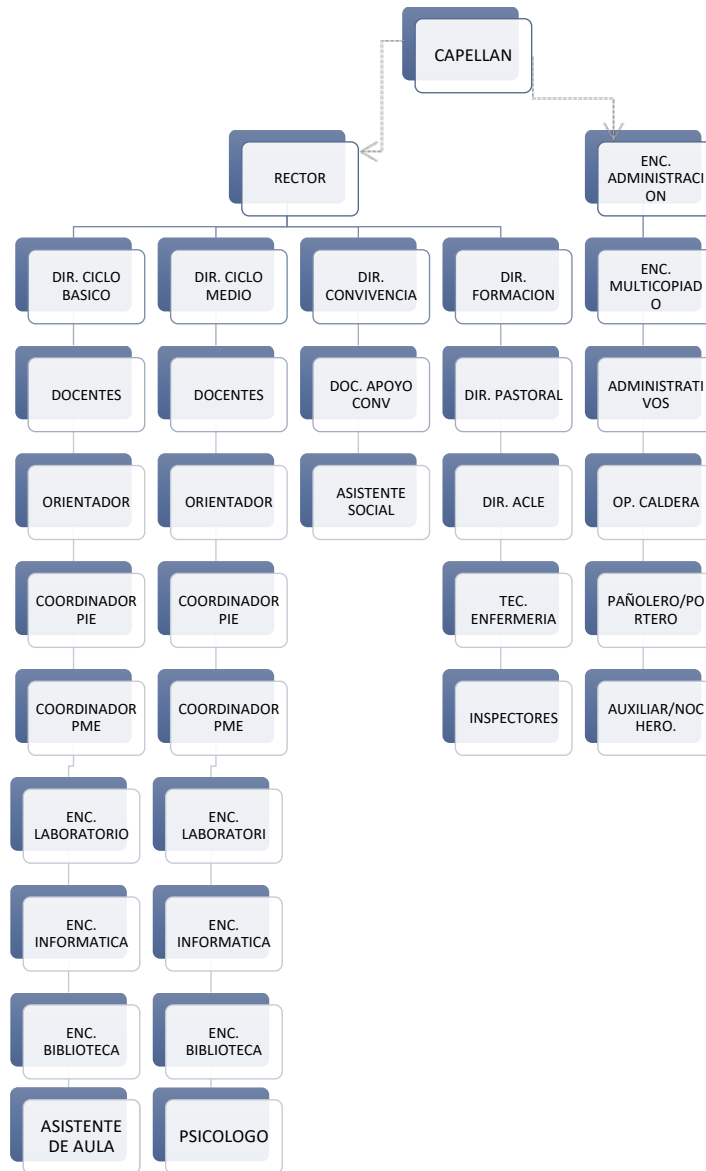 CAPELLAN
RECTOR
ENC.
ADMINISTRACI
ON
DIR. CICLO
BASICO
DIR. CICLO
MEDIO
DIR.
CONVIVENCIA
DIR.
FORMACION
ENC.
MULTICOPIAD
O
DOCENTES
DOCENTES
DOC. APOYO
CONV
DIR. PASTORAL
ADMINISTRATI
VOS
ORIENTADOR
ORIENTADOR
ASISTENTE
SOCIAL
DIR. ACLE
OP. CALDERA
COORDINADOR
PIE
COORDINADOR
PIE
TEC.
ENFERMERIA
PAÑOLERO/PO
RTERO
COORDINADOR
PME
COORDINADOR
PME
INSPECTORES
AUXILIAR/NOC
HERO.
ENC.
LABORATORIO
ENC.
LABORATORI
ENC.
INFORMATICA
ENC.
INFORMATICA
ENC.
BIBLIOTECA
ENC.
BIBLIOTECA
ASISTENTE
DE AULA
PSICOLOGO